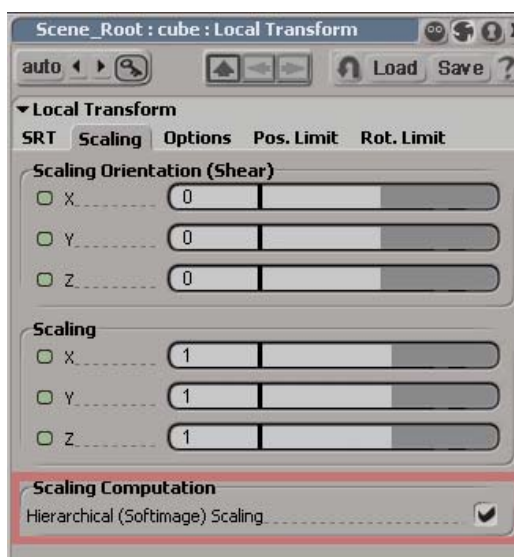 Scene_Root : cube : Local Transform
auto Load Save ?
Local Transform
SRT Scaling Options Pos. Limit Rot. Limit
Scaling Orientation (Shear)
X 0
Y 0
Z 0
Scaling
X 1
Y 1
Z 1
Scaling Computation
Hierarchical (Softimage) Scaling